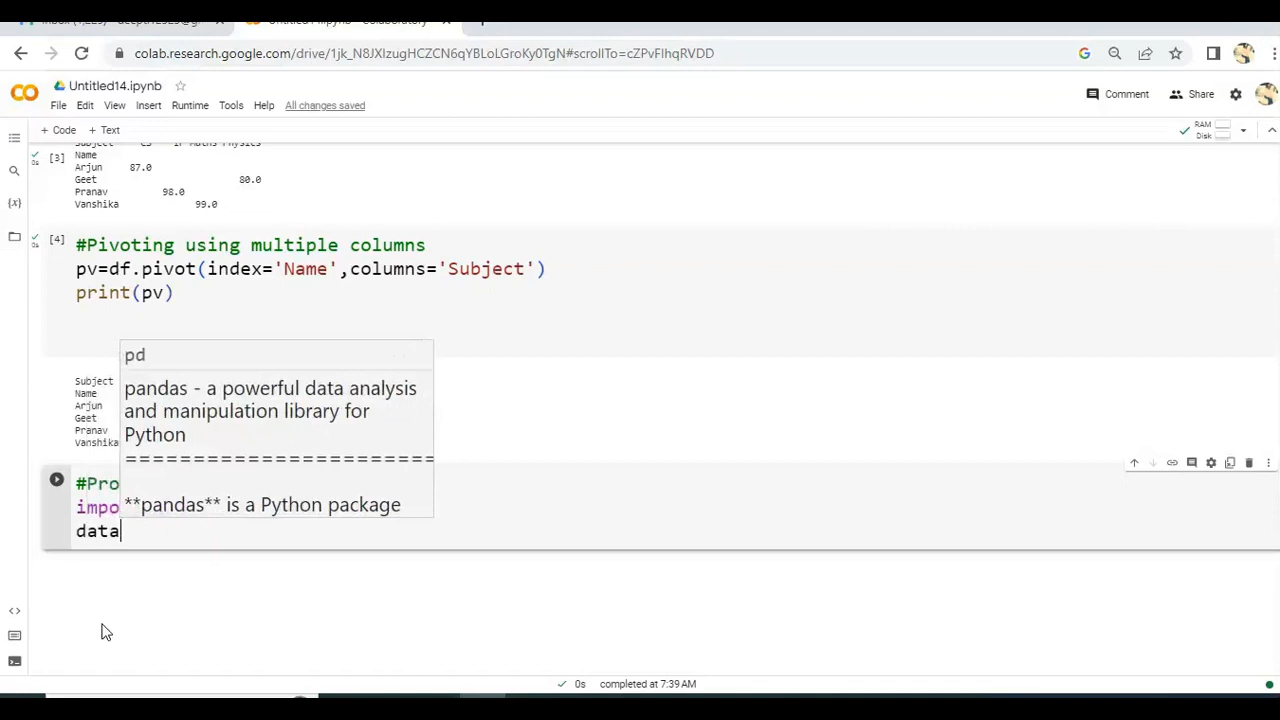 colab.research.google.com/drive/1jk_N8JXIzugHCZCN6qYBLoLGroKy0TgN#scrollTo=cZPvFIhqRVDD
Untitled14.ipynb
File Edit View Insert Runtime Tools Help All changes saved
Comment Share
+ Code + Text
RAM
Disk
[3]
Name
Arjun 87.0
Geet 80.0
Pranav 98.0
Vanshika 99.0
[4] #Pivoting using multiple columns
pv=df.pivot(index='Name',columns='Subject')
print(pv)
pd
pandas - a powerful data analysis
and manipulation library for
Python
=======================
**pandas** is a Python package
Subject
Name
Arjun
Geet
Pranav
Vanshika
#Pro
impo
data
0s completed at 7:39 AM